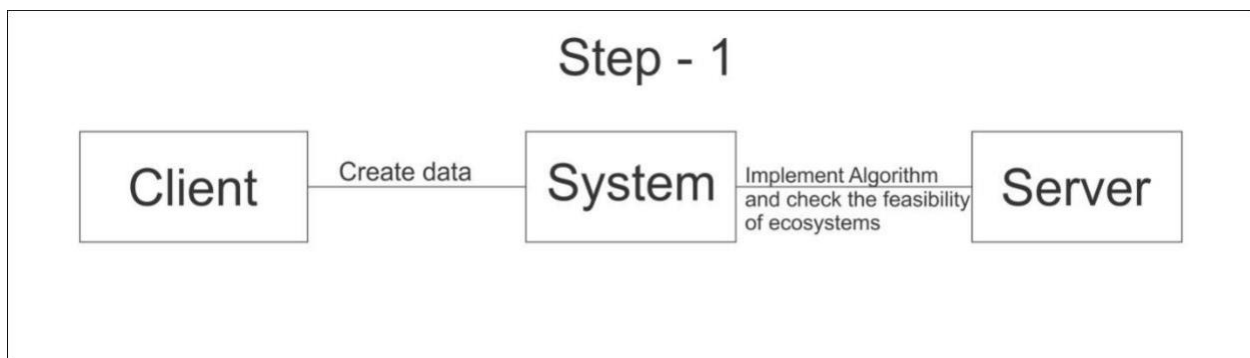 Step - 1
Client
Create data
System
Implement Algorithm
and check the feasibility
of ecosystems
Server